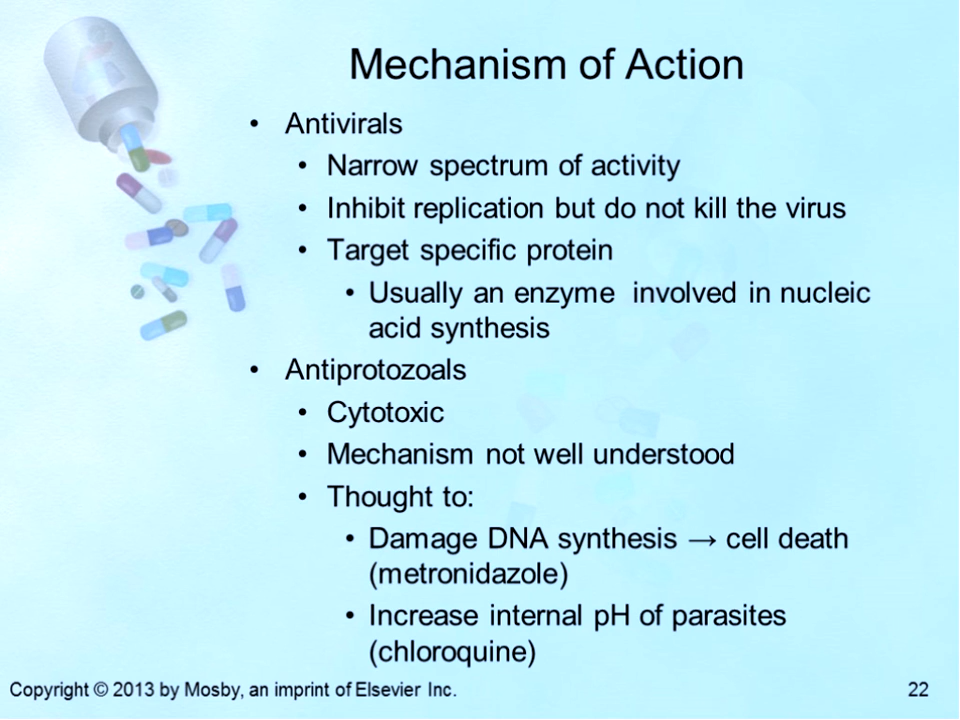 Mechanism of Action
• Antivirals
• Narrow spectrum of activity
• Inhibit replication but do not kill the virus
• Target specific protein
• Usually an enzyme involved in nucleic
acid synthesis
• Antiprotozoals
• Cytotoxic
• Mechanism not well understood
• Thought to:
• Damage DNA synthesis → cell death
(metronidazole)
• Increase internal pH of parasites
(chloroquine)
Copyright © 2013 by Mosby, an imprint of Elsevier Inc.
22